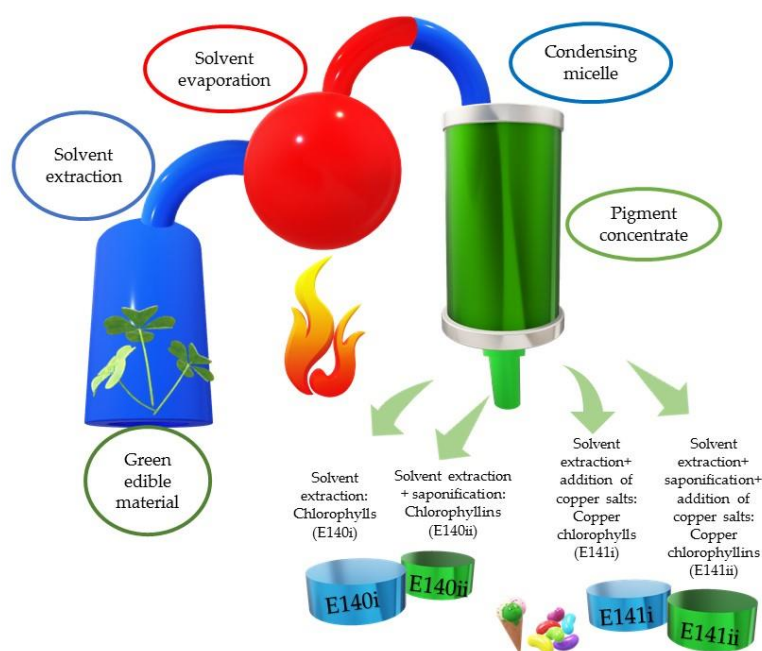 Solvent
evaporation
Condensing
micelle
Solvent
extraction
Pigment
concentrate
Green
edible
material
Solvent
extraction:
Chlorophylls
(E140i)
Solvent extraction
+ saponification:
Chlorophyllins
(E140ii)
Solvent
extraction+
addition of
copper salts:
Copper
chlorophylls
(E141i)
Solvent
extraction+
saponification+
addition of
copper salts:
Copper
chlorophyllins
(E141ii)
E140i
E140ii
E141i
E141ii